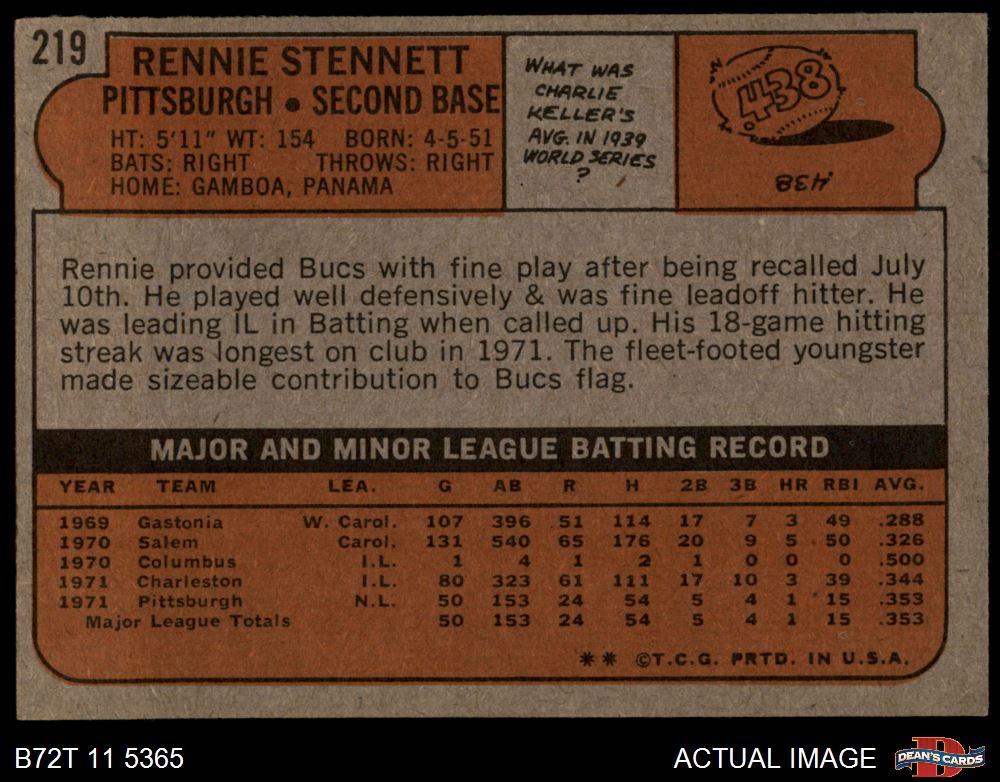 219
RENNIE STENNETT
PITTSBURGH • SECOND BASE
HT: 5'11" WT: 154 BORN: 4-5-51
BATS: RIGHT THROWS: RIGHT
HOME: GAMBOA, PANAMA
WHAT WAS
CHARLIE
KELLER'S
AVG. IN 1939
WORLD SERIES
?
438
.438
Rennie provided Bucs with fine play after being recalled July
10th. He played well defensively & was fine leadoff hitter. He
was leading IL in Batting when called up. His 18-game hitting
streak was longest on club in 1971. The fleet-footed youngster
made sizeable contribution to Bucs flag.
MAJOR AND MINOR LEAGUE BATTING RECORD
YEAR TEAM LEA. G AB R H 2B 3B HR RBI AVG.
1969 Gastonia W. Carol. 107 396 51 114 17 7 3 49 .288
1970 Salem Carol. 131 540 65 176 20 9 5 50 .326
1970 Columbus I.L. 1 4 1 2 1 0 0 0 .500
1971 Charleston I.L. 80 323 61 111 17 10 3 39 .344
1971 Pittsburgh N.L. 50 153 24 54 5 4 1 15 .353
Major League Totals 50 153 24 54 5 4 1 15 .353
** ©T.C.G. PRTD. IN U.S.A.
B72T 11 5365
ACTUAL IMAGE
D
DEAN'S CARDS